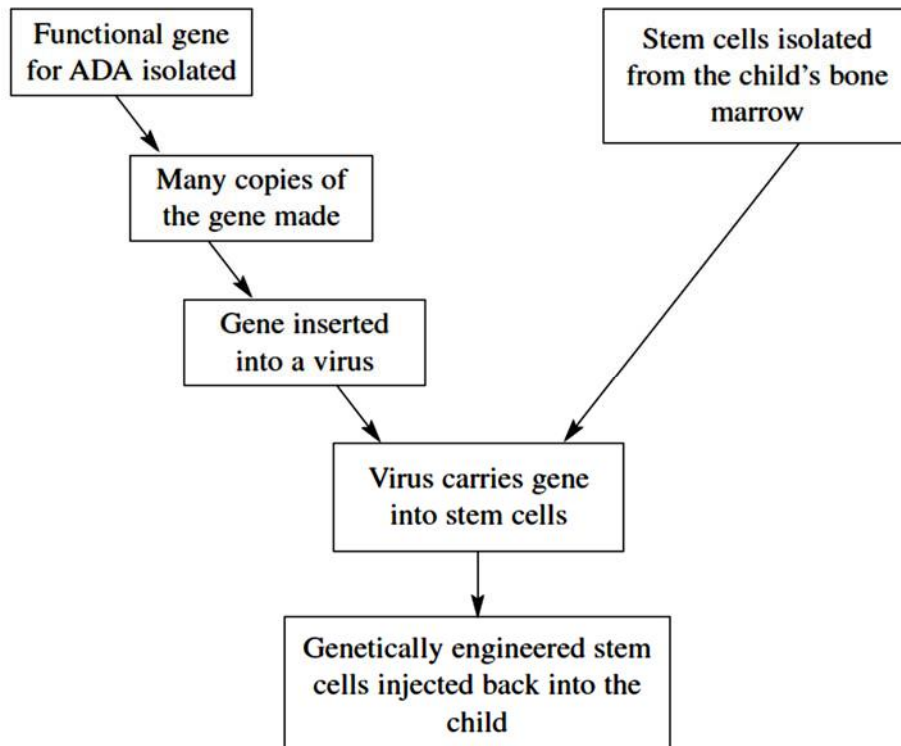 Functional gene
for ADA isolated
Stem cells isolated
from the child’s bone
marrow
Many copies of
the gene made
Gene inserted
into a virus
Virus carries gene
into stem cells
Genetically engineered stem
cells injected back into the
child